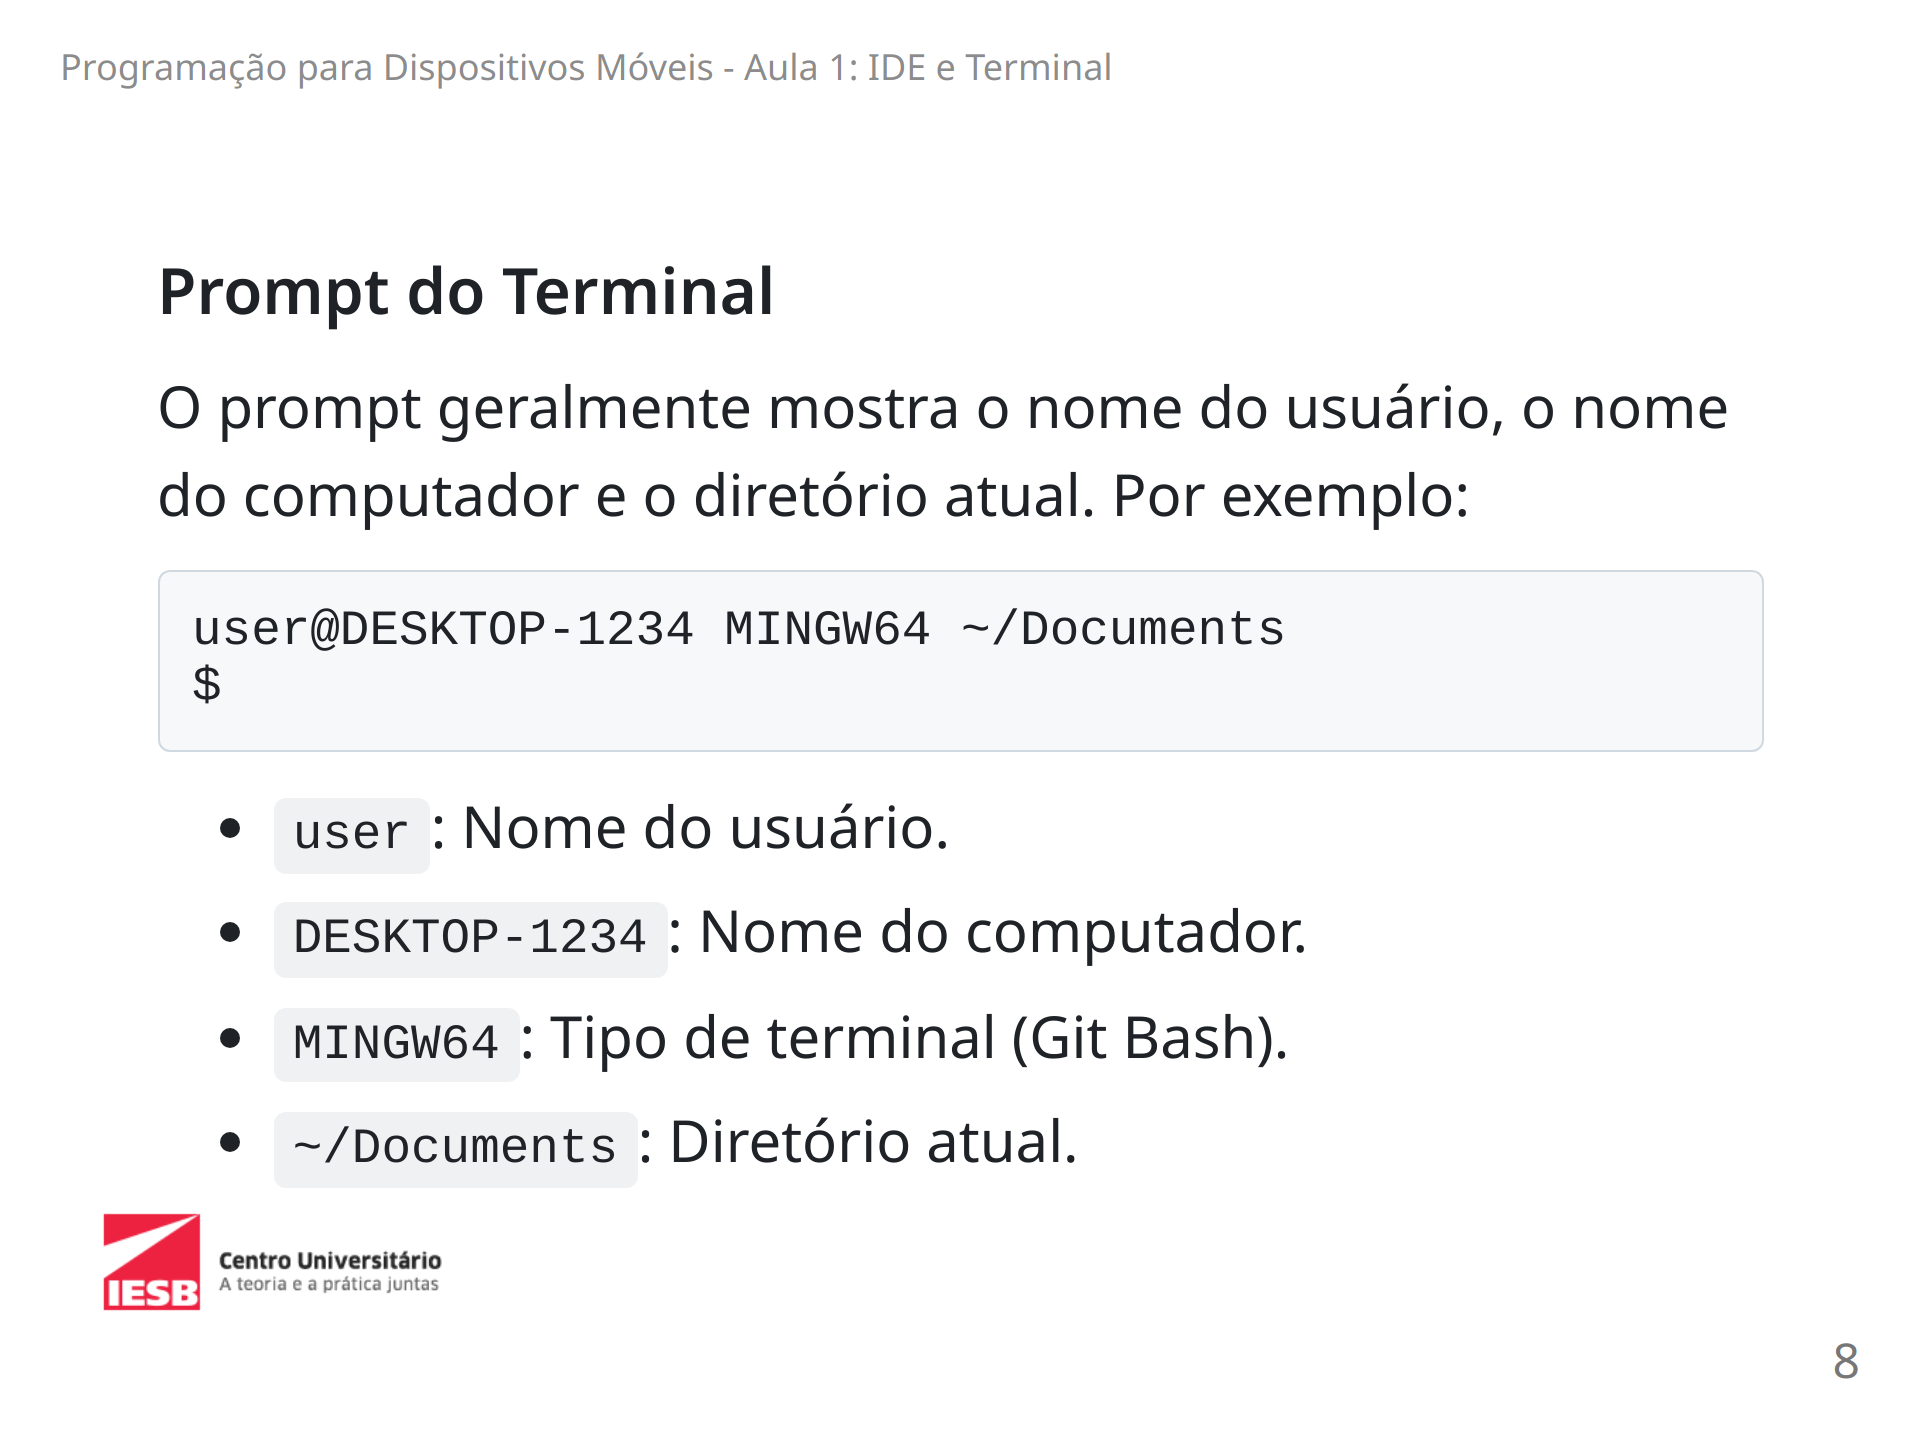 Programação para Dispositivos Móveis - Aula 1: IDE e Terminal
Prompt do Terminal
O prompt geralmente mostra o nome do usuário, o nome
do computador e o diretório atual. Por exemplo:
user@DESKTOP-1234 MINGW64 ~/Documents
$
• user : Nome do usuário.
• DESKTOP-1234 : Nome do computador.
• MINGW64 : Tipo de terminal (Git Bash).
• ~/Documents : Diretório atual.
IESB
Centro Universitário
A teoria e a prática juntas
8